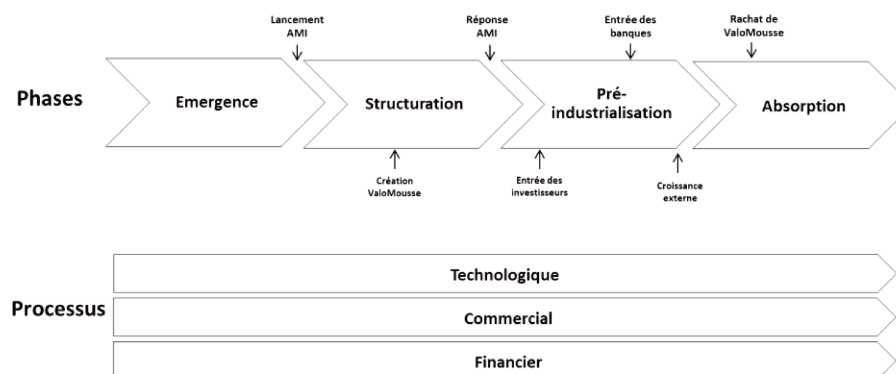 Lancement
AMI
Réponse
AMI
Entrée des
banques
Rachat de
ValoMousse
Phases
Emergence
Structuration
Pré-
industrialisation
Absorption
Création
ValoMousse
Entrée des
investisseurs
Croissance
externe
Processus
Technologique
Commercial
Financier